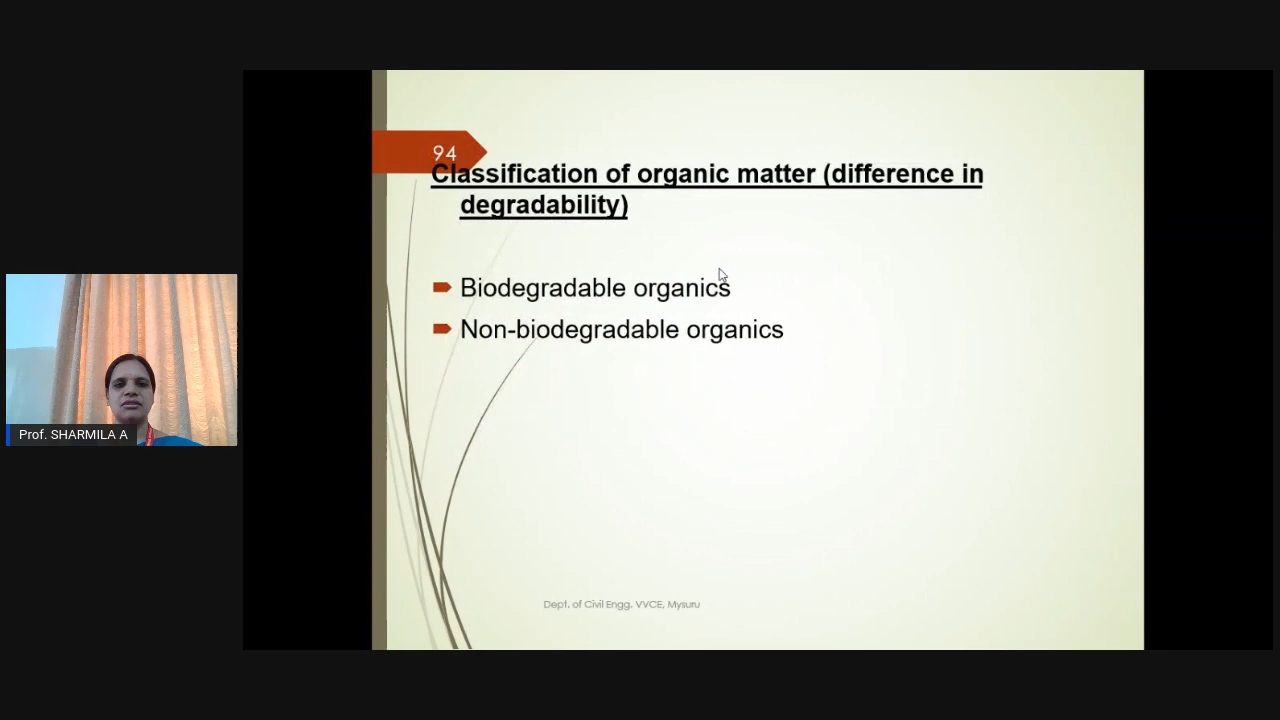 94
Classification of organic matter (difference in
degradability)
Biodegradable organics
Non-biodegradable organics
Prof. SHARMILA A
Dept. of Civil Engg. VVCE, Mysuru